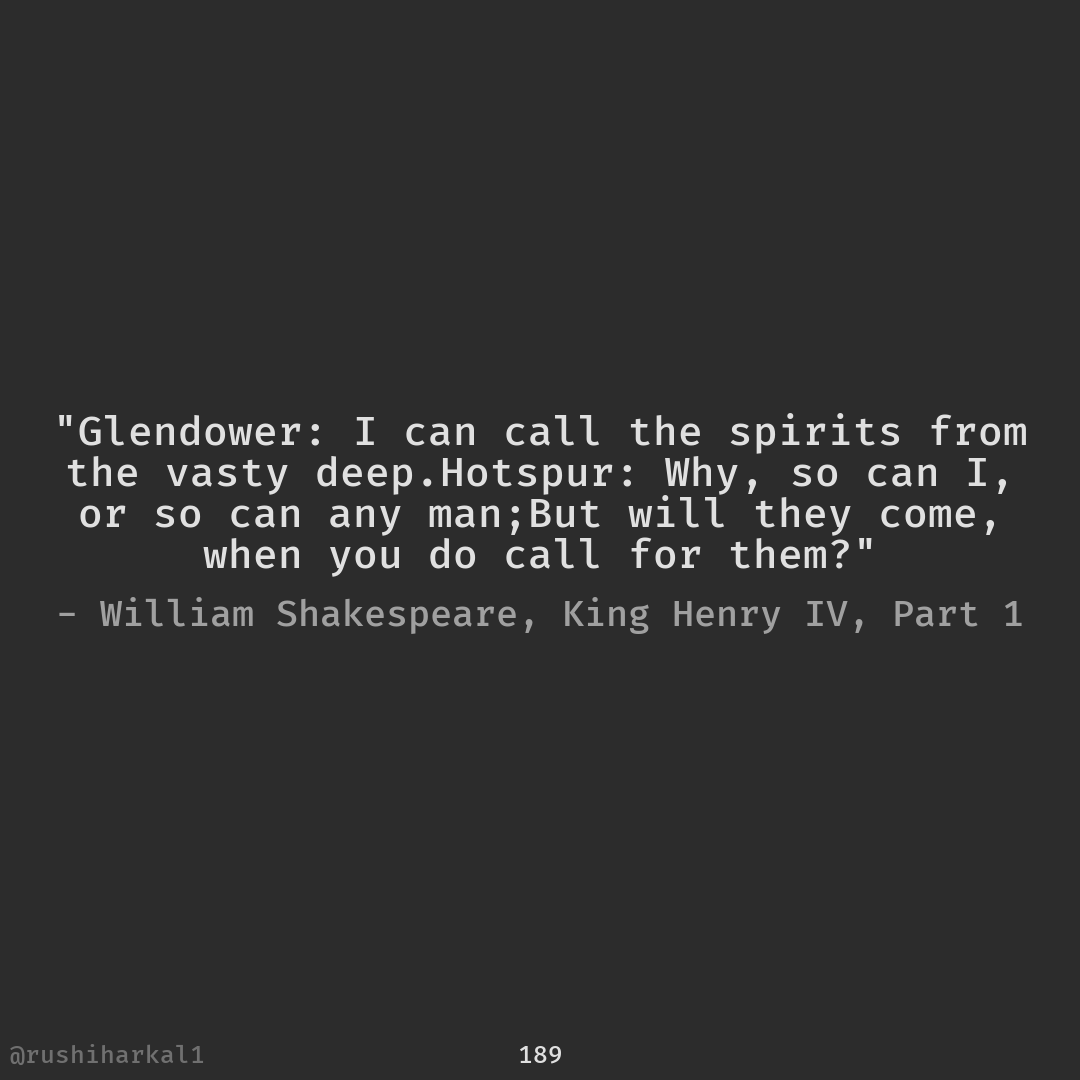 "Glendower: I can call the spirits from
the vasty deep.Hotspur: Why, so can I,
or so can any man;But will they come,
when you do call for them?"
– William Shakespeare, King Henry IV, Part 1
@rushiharkal1
189